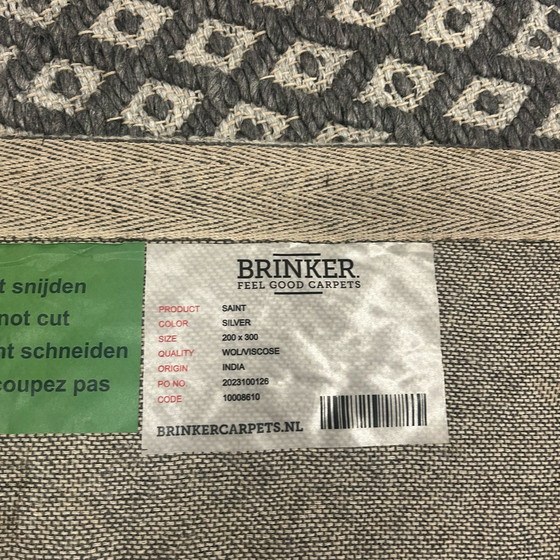 t snijden
not cut
nt schneiden
coupez pas
BRINKER.
FEEL GOOD CARPETS
PRODUCT SAINT
COLOR SILVER
SIZE 200 x 300
QUALITY WOL/VISCOSE
ORIGIN INDIA
PO NO 2023100126
CODE 10008610
BRINKERCARPETS.NL